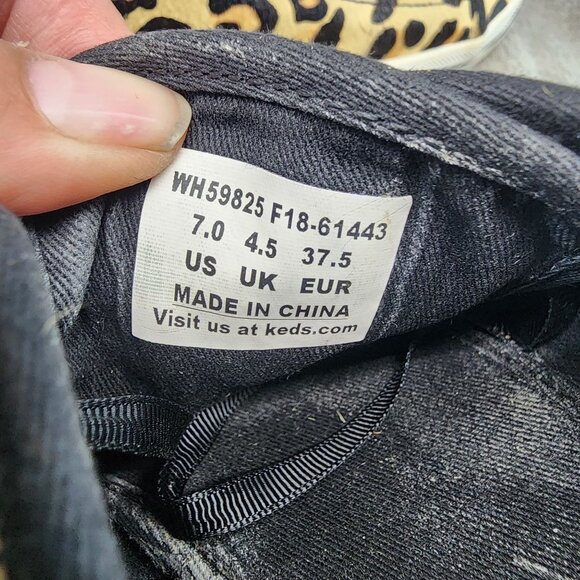 WH59825 F18-61443
7.0 4.5 37.5
US UK EUR
MADE IN CHINA
Visit us at keds.com